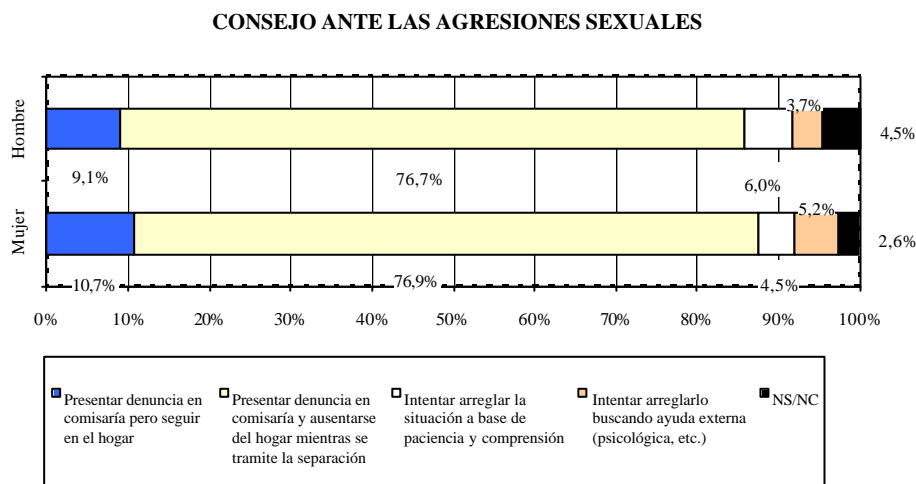 CONSEJO ANTE LAS AGRESIONES SEXUALES
Hombre
3,7%
4,5%
9,1%
76,7%
6,0%
Mujer
5,2%
2,6%
10,7%
76,9%
4,5%
0%
10%
20%
30%
40%
50%
60%
70%
80%
90%
100%
Presentar denuncia en
comisaría pero seguir
en el hogar
Presentar denuncia en
comisaría y ausentarse
del hogar mientras se
tramite la separación
Intentar arreglar la
situación a base de
paciencia y comprensión
Intentar arreglarlo
buscando ayuda externa
(psicológica, etc.)
NS/NC